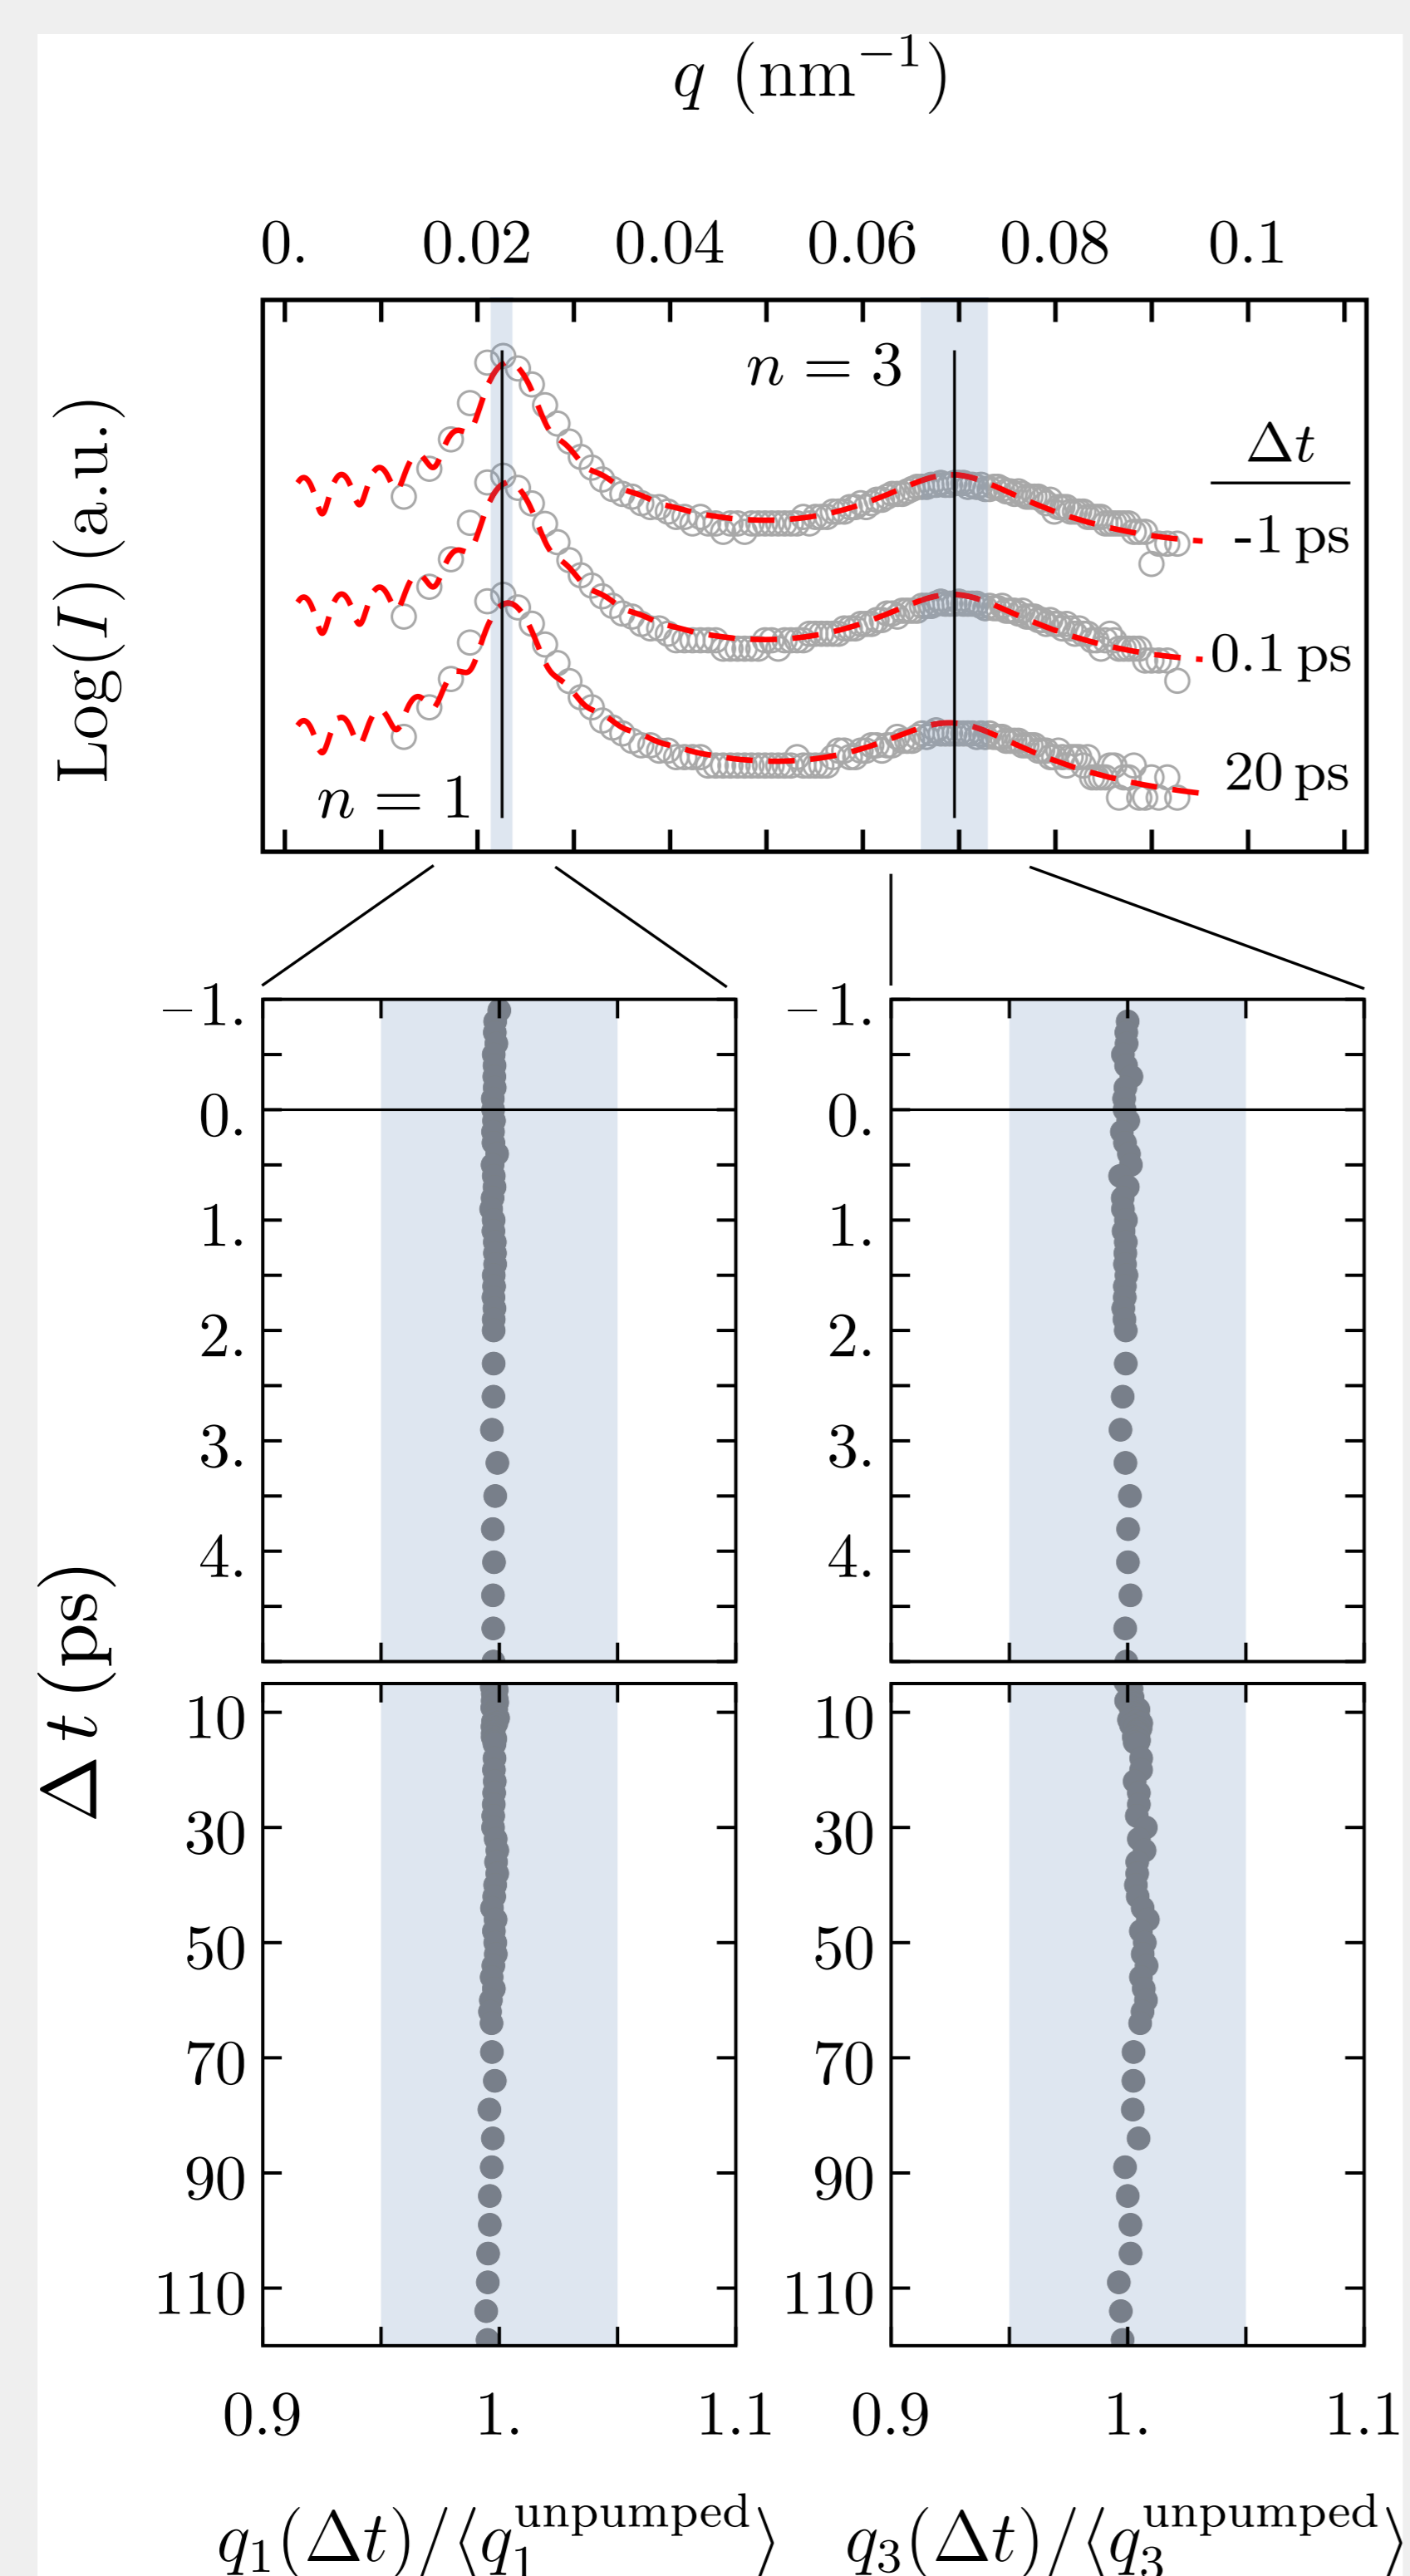 q (nm⁻¹)
0. 0.02 0.04 0.06 0.08 0.1
Log(I) (a.u.)
n = 3
Δt
-1 ps
0.1 ps
20 ps
n = 1
Δt (ps)
−1. −1.
0. 0.
1. 1.
2. 2.
3. 3.
4. 4.
10 10
30 30
50 50
70 70
90 90
110 110
0.9 1. 1.1 0.9 1. 1.1
q₁(Δt)/⟨q₁^unpumped⟩ q₃(Δt)/⟨q₃^unpumped⟩